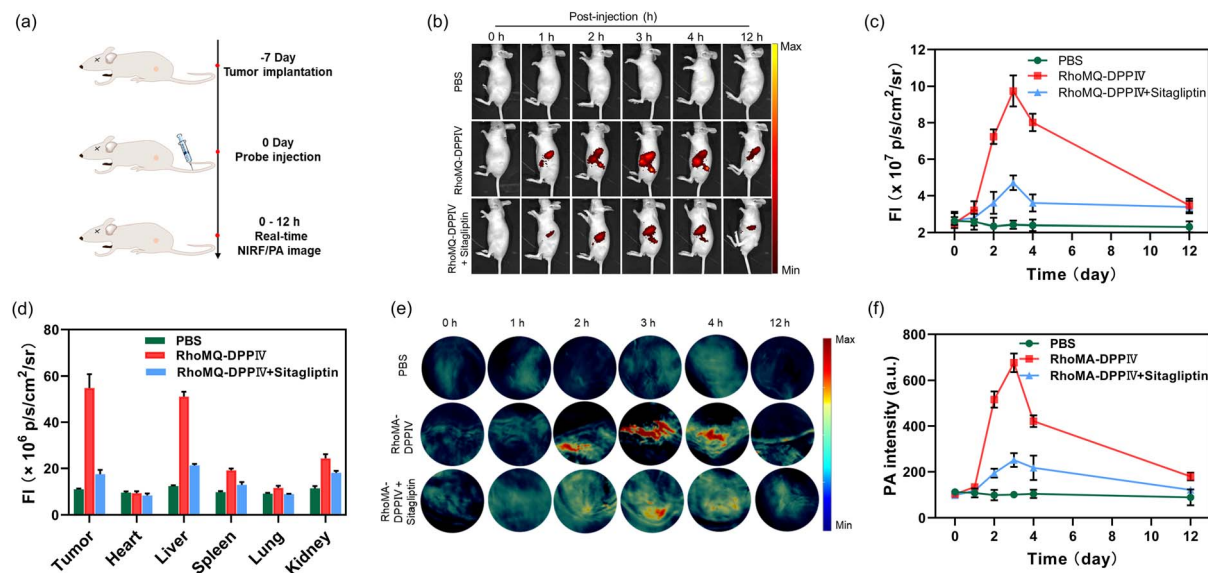 (a)
-7 Day
Tumor implantation
0 Day
Probe injection
0 - 12 h
Real-time
NIRF/PA image
(b)
Post-injection (h)
0 h 1 h 2 h 3 h 4 h 12 h
PBS
RhoMQ-DPPIV
RhoMQ-DPPIV
+ Sitagliptin
Max
Min
(c)
PBS
RhoMQ-DPPIV
RhoMQ-DPPIV+Sitagliptin
FI (× 10⁷ p/s/cm²/sr)
10
8
6
4
2
0 2 4 6 8 10 12
Time (day)
(d)
PBS
RhoMQ-DPPIV
RhoMQ-DPPIV+Sitagliptin
FI (× 10⁶ p/s/cm²/sr)
80
60
40
20
0
Tumor Heart Liver Spleen Lung Kidney
(e)
0 h 1 h 2 h 3 h 4 h 12 h
PBS
RhoMA-
DPPIV
RhoMA-
DPPIV +
Sitagliptin
Max
Min
(f)
PBS
RhoMA-DPPIV
RhoMA-DPPIV+Sitagliptin
PA intensity (a.u.)
800
600
400
200
0
0 2 4 6 8 10 12
Time (day)